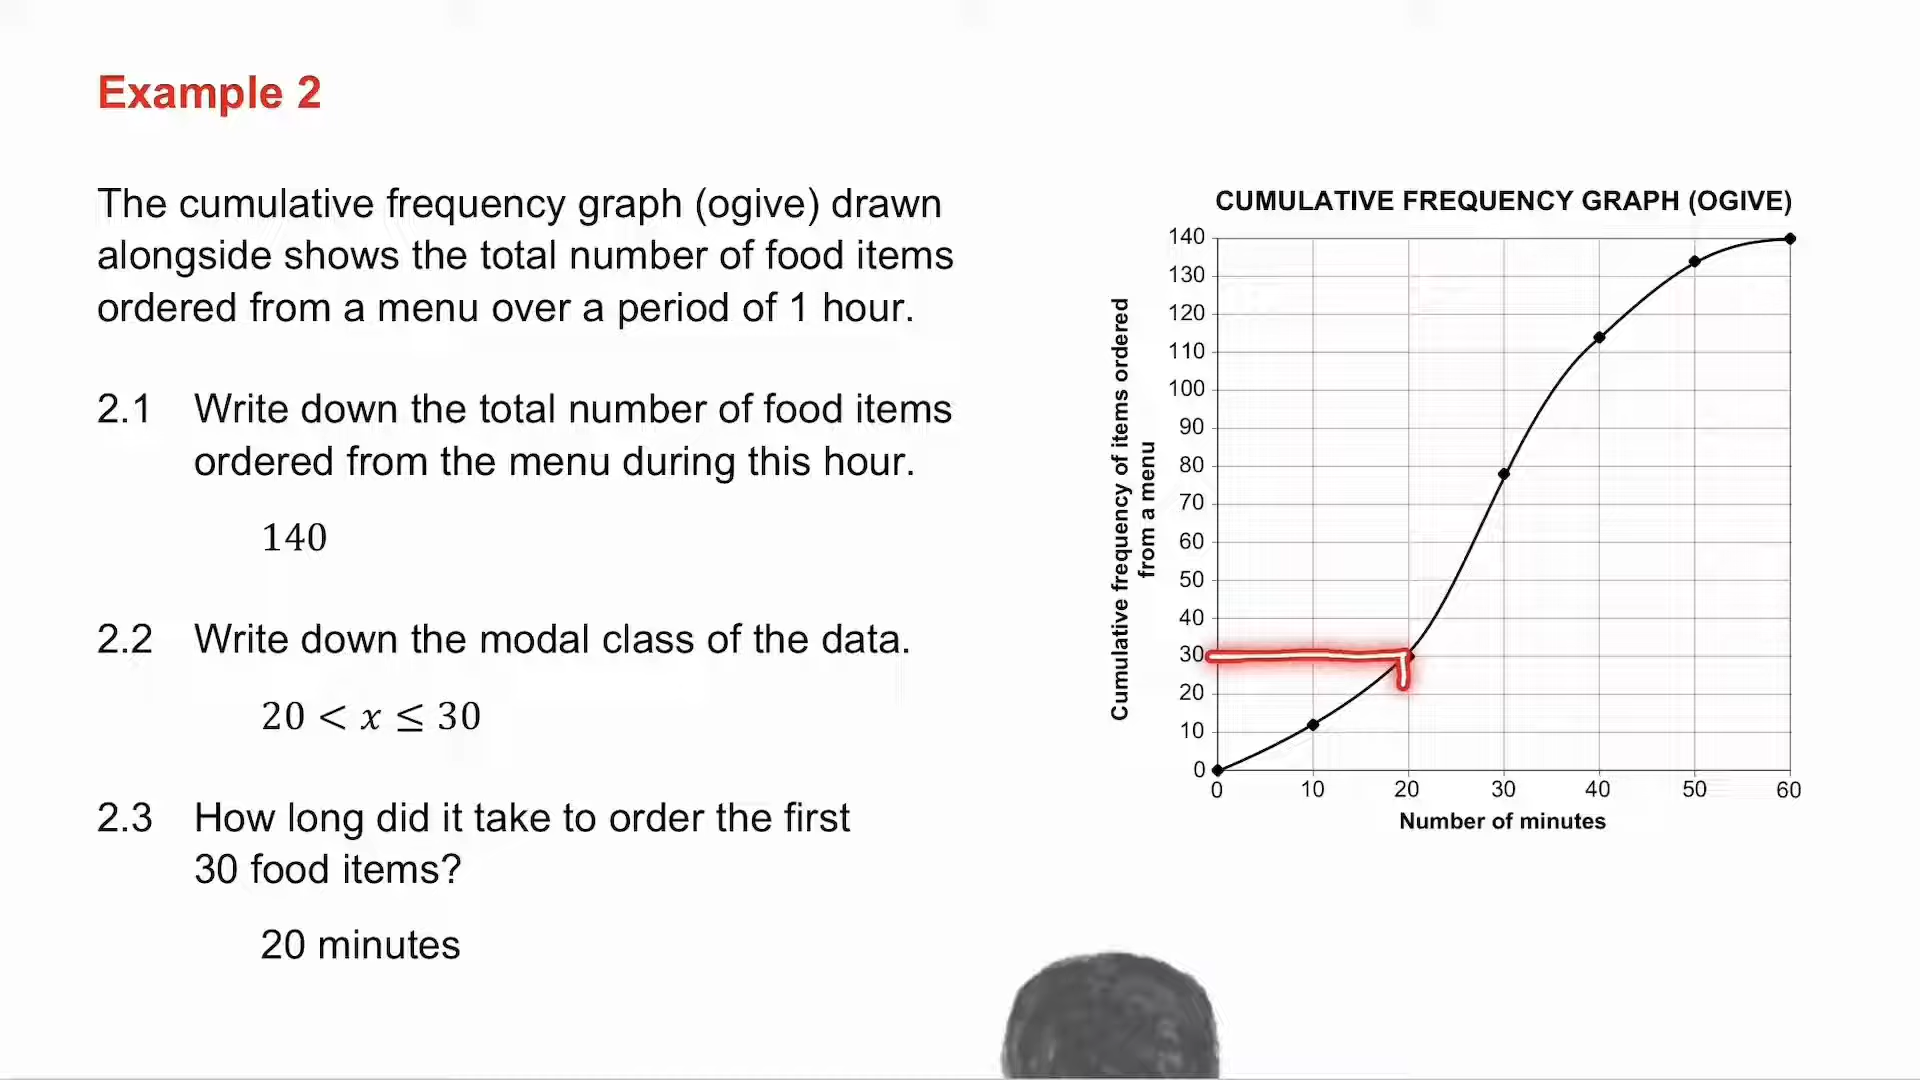 Example 2
The cumulative frequency graph (ogive) drawn
alongside shows the total number of food items
ordered from a menu over a period of 1 hour.
2.1 Write down the total number of food items
ordered from the menu during this hour.
140
2.2 Write down the modal class of the data.
20 < x ≤ 30
2.3 How long did it take to order the first
30 food items?
20 minutes
CUMULATIVE FREQUENCY GRAPH (OGIVE)
Cumulative frequency of items ordered
from a menu
140
130
120
110
100
90
80
70
60
50
40
30
20
10
0
0 10 20 30 40 50 60
Number of minutes